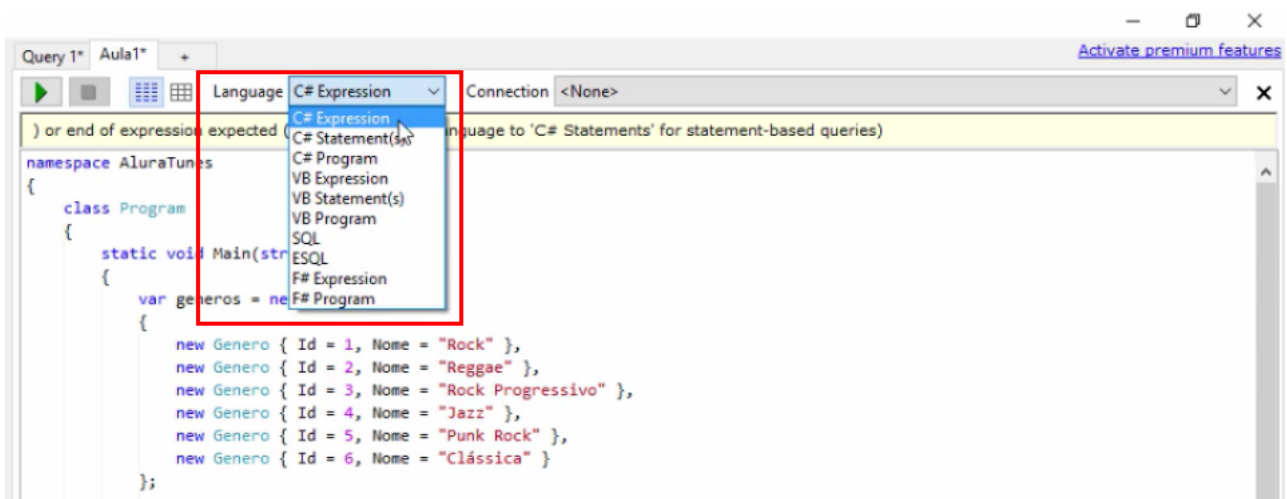 Query 1* Aula1* +
Activate premium features
Language C# Expression Connection <None>
C# Expression
C# Statement(s)
C# Program
VB Expression
VB Statement(s)
VB Program
SQL
ESQL
F# Expression
F# Program
) or end of expression expected ( nguage to 'C# Statements' for statement-based queries)
namespace AluraTunes
{
class Program
{
static void Main(str
{
var generos = ne
{
new Genero { Id = 1, Nome = "Rock" },
new Genero { Id = 2, Nome = "Reggae" },
new Genero { Id = 3, Nome = "Rock Progressivo" },
new Genero { Id = 4, Nome = "Jazz" },
new Genero { Id = 5, Nome = "Punk Rock" },
new Genero { Id = 6, Nome = "Clássica" }
};